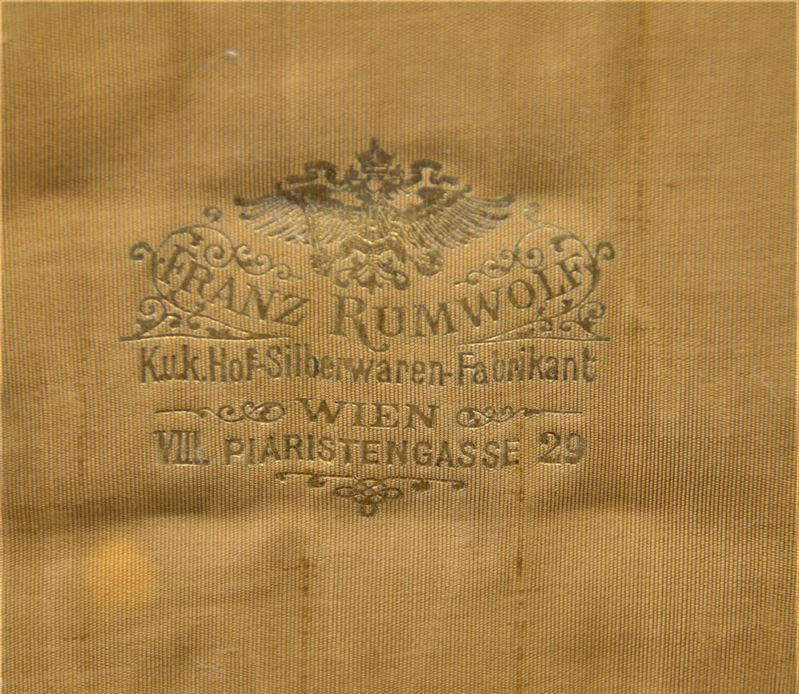 FRANZ RUMWOLF
K.u.k. Hof-Silberwaren-Fabrikant
WIEN
VIII. PIARISTENGASSE 29